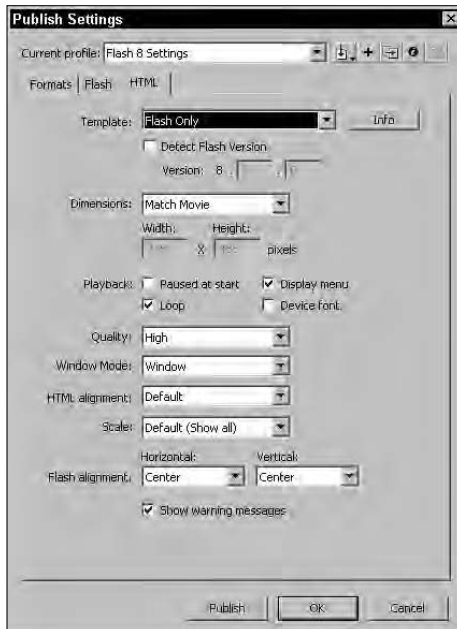 Publish Settings
Current profile: Flash 8 Settings
Formats Flash HTML
Template: Flash Only Info
Detect Flash Version
Version: 8 . . 
Dimensions: Match Movie
Width: Height:
X pixels
Playback: Paused at start Display menu
Loop Device font
Quality: High
Window Mode: Window
HTML alignment: Default
Scale: Default (Show all)
Horizontal: Vertical:
Flash alignment: Center Center
Show warning messages
Publish OK Cancel